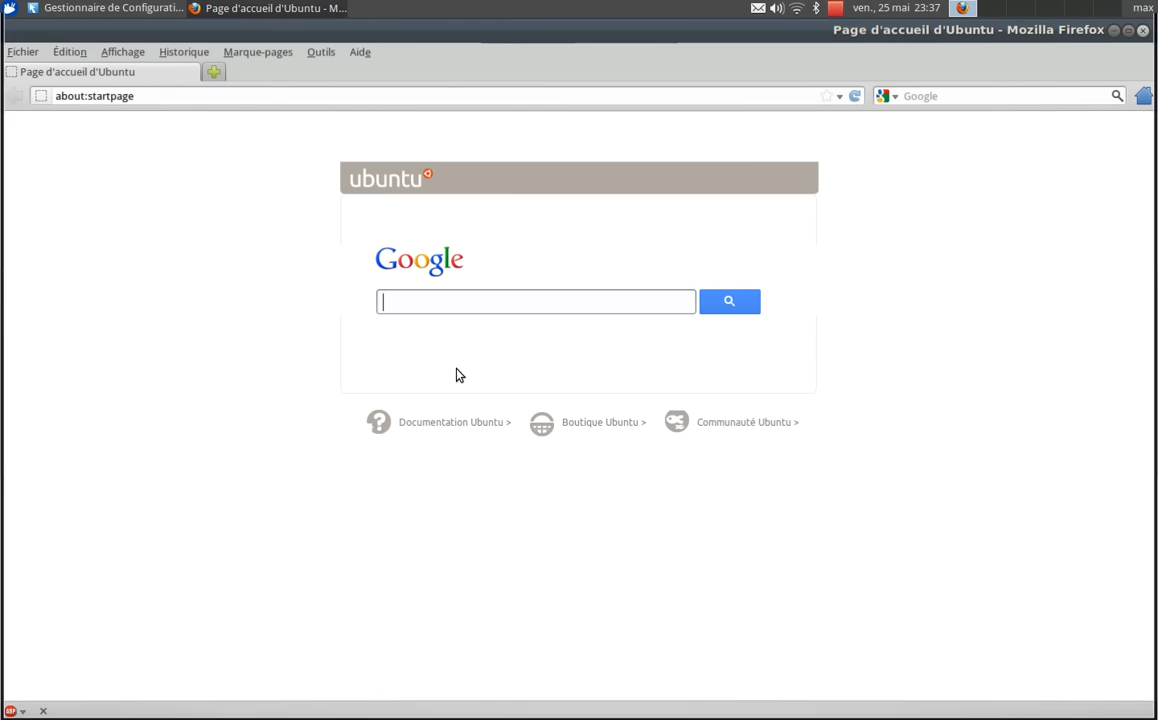 Gestionnaire de Configurati... Page d'accueil d'Ubuntu - M... ven., 25 mai 23:37 max
Page d'accueil d'Ubuntu - Mozilla Firefox
Fichier Édition Affichage Historique Marque-pages Outils Aide
Page d'accueil d'Ubuntu
about:startpage Google
ubuntu
Google
Documentation Ubuntu > Boutique Ubuntu > Communauté Ubuntu >
ABP